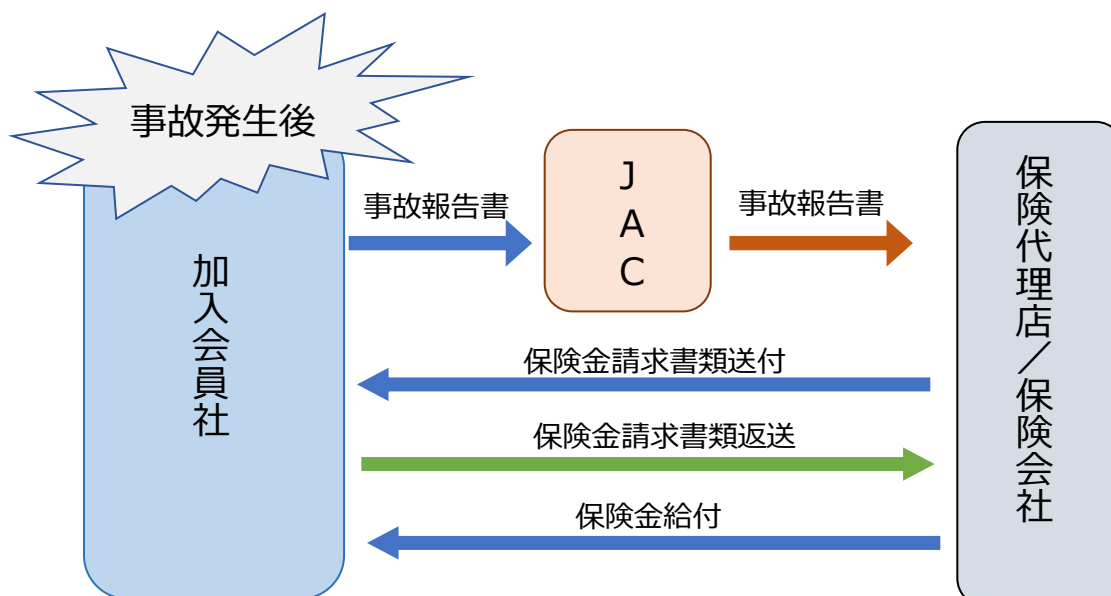 事故発生後
加入会員社
事故報告書
JAC
事故報告書
保険代理店／保険会社
保険金請求書類送付
保険金請求書類返送
保険金給付